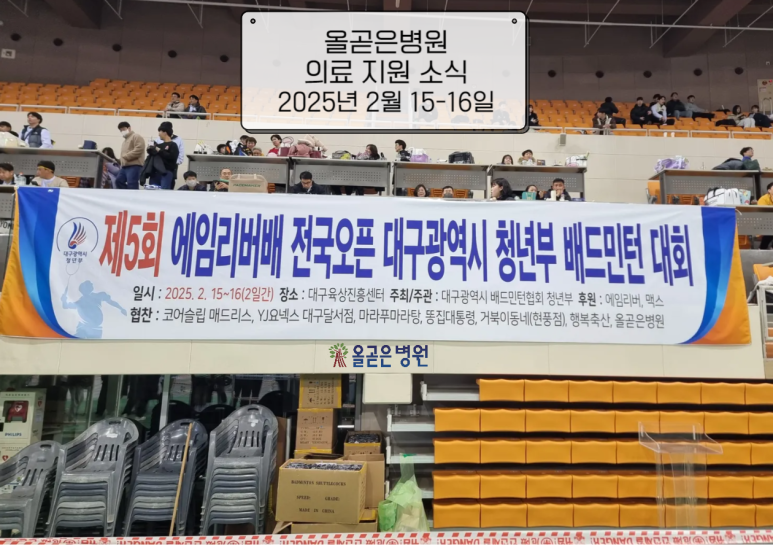 올곧은병원
의료 지원 소식
2025년 2월 15-16일
대구광역시
청년부
제5회 에임리버배 전국오픈 대구광역시 청년부 배드민턴 대회
일시 : 2025. 2. 15~16(2일간) 장소 : 대구육상진흥센터 주최/주관 : 대구광역시 배드민턴협회 청년부 후원 : 에임리버, 맥스
협찬 : 코어슬립 매드리스, YJ요넥스 대구달서점, 마라푸마라탕, 똥집대통령, 거북이동네(현풍점), 행복축산, 올곧은병원
올곧은병원
PHILIPS
BADMINTON SHUTTLECOCKS
MADE IN CHINA